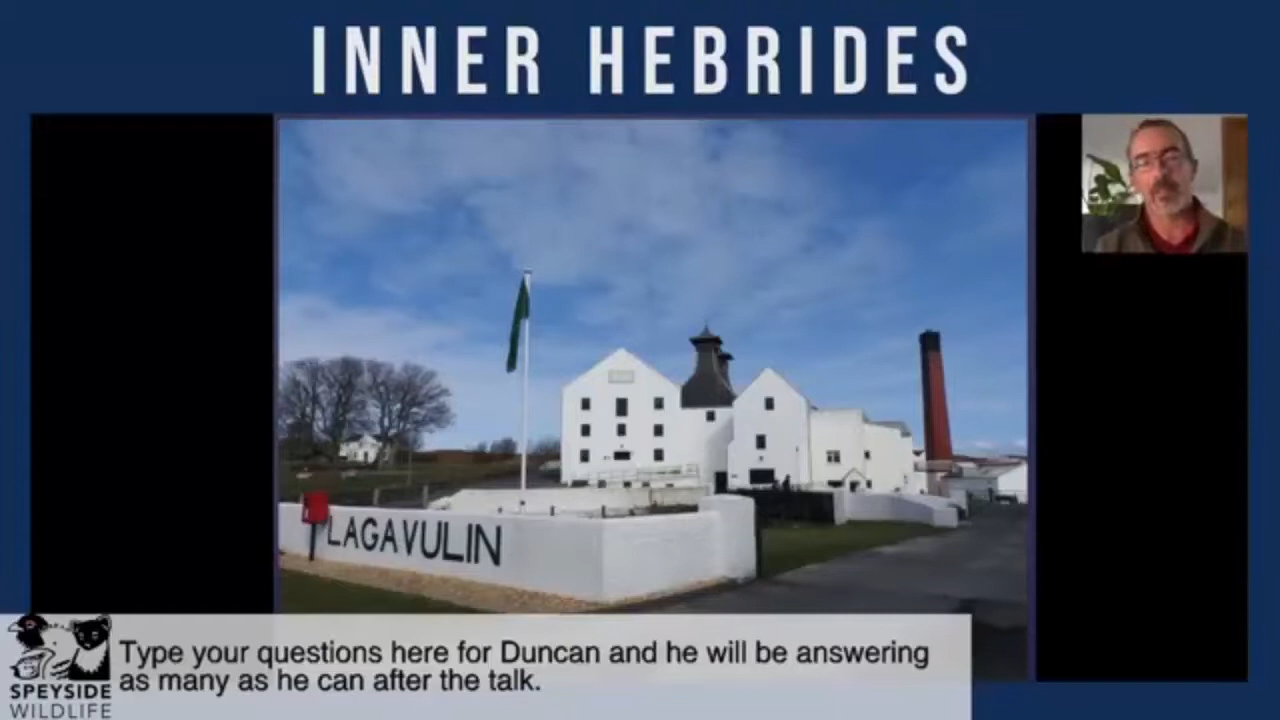 INNER HEBRIDES
LAGAVULIN
Type your questions here for Duncan and he will be answering
as many as he can after the talk.
SPEYSIDE
WILDLIFE